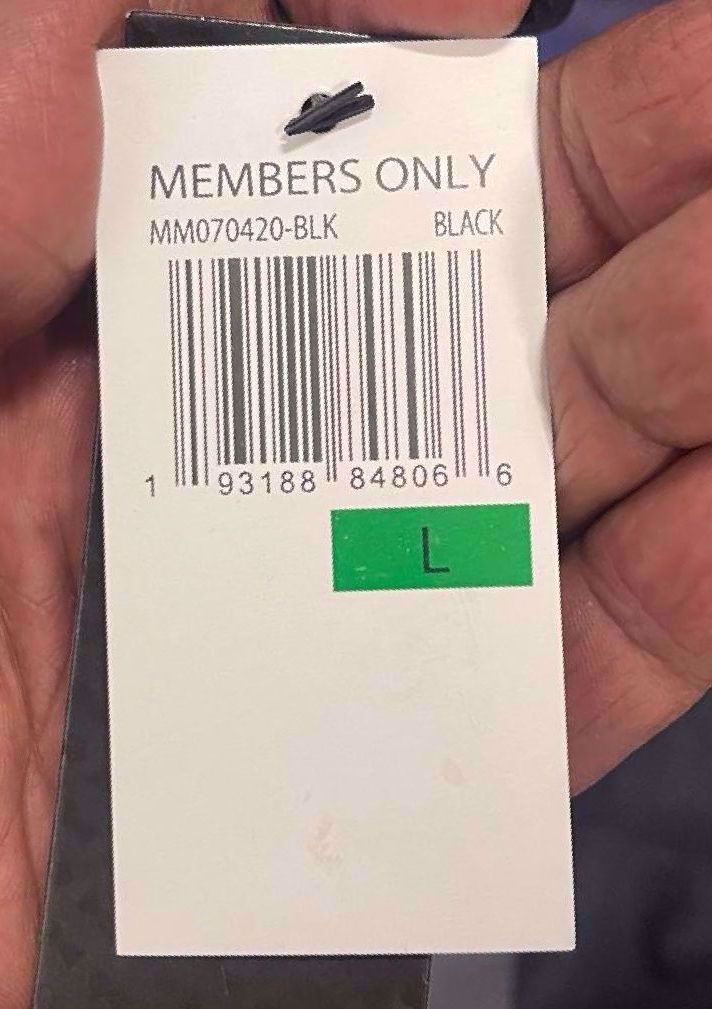 MEMBERS ONLY
MM070420-BLK BLACK
1 93188 84806 6
L